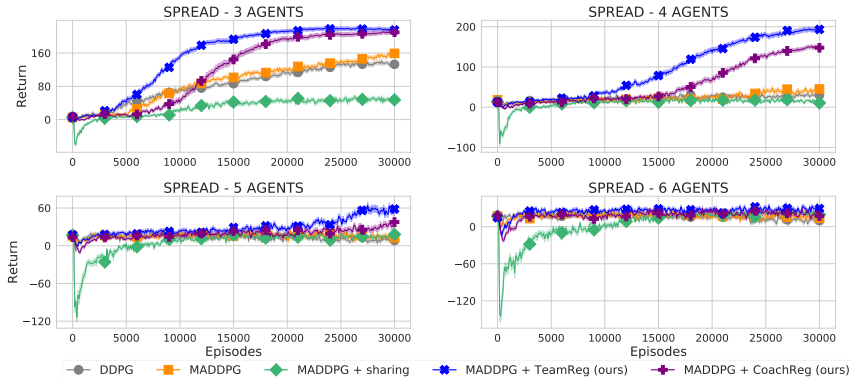 SPREAD - 3 AGENTS
SPREAD - 4 AGENTS
Return
160
80
0
200
100
0
−100
0 5000 10000 15000 20000 25000 30000
0 5000 10000 15000 20000 25000 30000
SPREAD - 5 AGENTS
SPREAD - 6 AGENTS
Return
60
0
−60
−120
0
−60
−120
0 5000 10000 15000 20000 25000 30000
0 5000 10000 15000 20000 25000 30000
Episodes
Episodes
DDPG MADDPG MADDPG + sharing MADDPG + TeamReg (ours) MADDPG + CoachReg (ours)